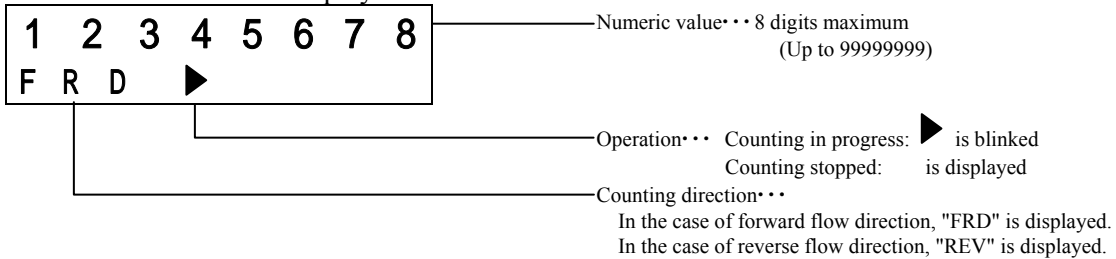 1 2 3 4 5 6 7 8
F R D ▶
Numeric value･･･ 8 digits maximum
(Up to 99999999)
Operation･･･ Counting in progress: ▶ is blinked
Counting stopped: is displayed
Counting direction･･･
In the case of forward flow direction, "FRD" is displayed.
In the case of reverse flow direction, "REV" is displayed.